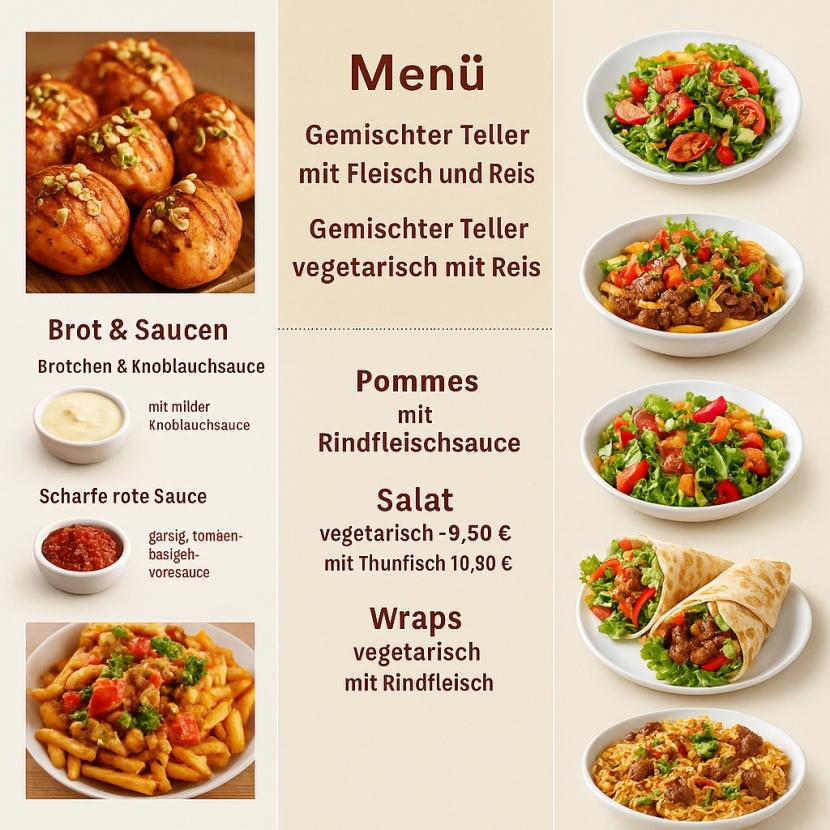 Brot & Saucen
Brotchen & Knoblauchsauce
mit milder
Knoblauchsauce
Scharfe rote Sauce
garsig, tomäen-
basigeh-
voresauce
Menü
Gemischter Teller
mit Fleisch und Reis
Gemischter Teller
vegetarisch mit Reis
Pommes
mit
Rindfleischsauce
Salat
vegetarisch -9,50 €
mit Thunfisch 10,90 €
Wraps
vegetarisch
mit Rindfleisch